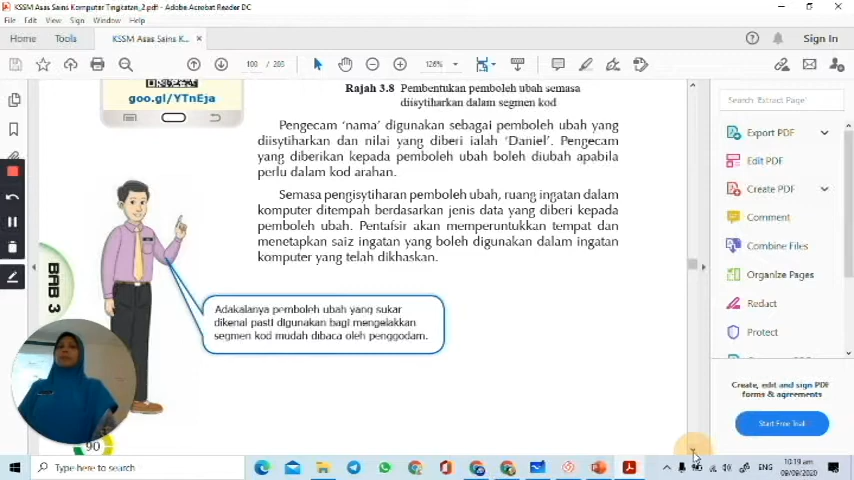 KSSM Asas Sains Komputer Tingkatan_2.pdf - Adobe Acrobat Reader DC
File Edit View Sign Window Help
Home Tools KSSM Asas Sains K... ×
Sign In
100 / 205
126%
Search 'Extract Page'
Export PDF
Edit PDF
Create PDF
Comment
Combine Files
Organize Pages
Redact
Protect
Create, edit and sign PDF
forms & agreements
Start Free Trial
goo.gl/YTnEja
Rajah 3.8 Pembentukan pemboleh ubah semasa
diisytiharkan dalam segmen kod
Pengecam 'nama' digunakan sebagai pemboleh ubah yang
diisytiharkan dan nilai yang diberi ialah 'Daniel'. Pengecam
yang diberikan kepada pemboleh ubah boleh diubah apabila
perlu dalam kod arahan.
Semasa pengisytiharan pemboleh ubah, ruang ingatan dalam
komputer ditempah berdasarkan jenis data yang diberi kepada
pemboleh ubah. Pentafsir akan memperuntukkan tempat dan
menetapkan saiz ingatan yang boleh digunakan dalam ingatan
komputer yang telah dikhaskan.
BAB 3
Adakalanya pemboleh ubah yang sukar
dikenal pasti digunakan bagi mengelakkan
segmen kod mudah dibaca oleh penggodam.
90
Type here to search
ENG
10:19 am
09/09/2020